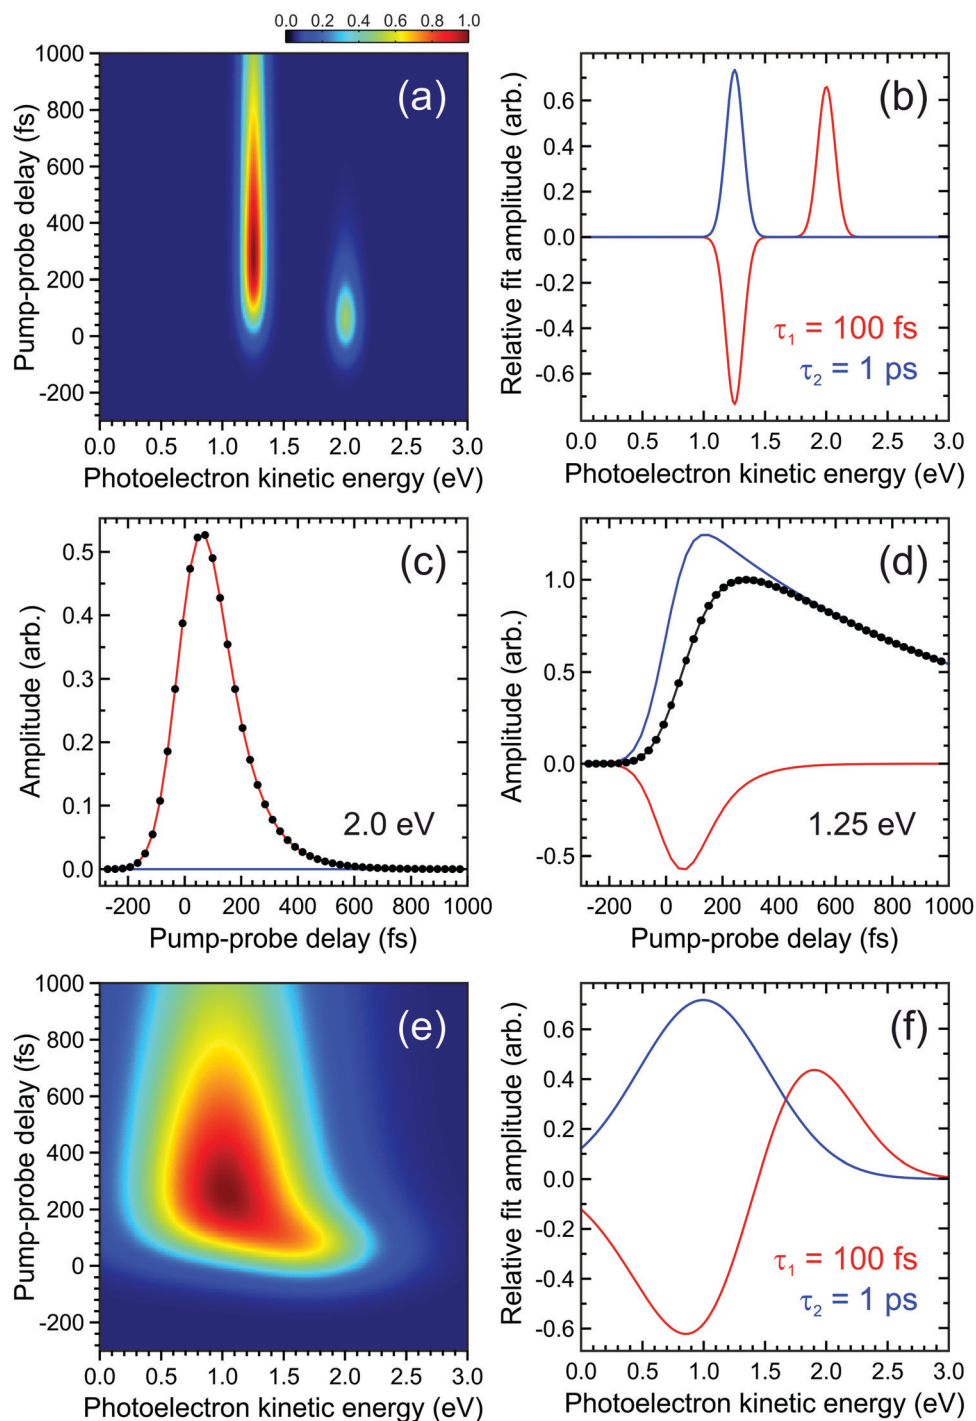 0.0 0.2 0.4 0.6 0.8 1.0
(a)
1000
800
600
400
200
0
-200
Pump-probe delay (fs)
0.0 0.5 1.0 1.5 2.0 2.5 3.0
Photoelectron kinetic energy (eV)
(b)
0.6
0.4
0.2
0.0
-0.2
-0.4
-0.6
Relative fit amplitude (arb.)
τ₁ = 100 fs
τ₂ = 1 ps
0.0 0.5 1.0 1.5 2.0 2.5 3.0
Photoelectron kinetic energy (eV)
(c)
0.5
0.4
0.3
0.2
0.1
0.0
Amplitude (arb.)
2.0 eV
-200 0 200 400 600 800 1000
Pump-probe delay (fs)
(d)
1.0
0.5
0.0
-0.5
Amplitude (arb.)
1.25 eV
-200 0 200 400 600 800 1000
Pump-probe delay (fs)
(e)
1000
800
600
400
200
0
-200
Pump-probe delay (fs)
0.0 0.5 1.0 1.5 2.0 2.5 3.0
Photoelectron kinetic energy (eV)
(f)
0.6
0.4
0.2
0.0
-0.2
-0.4
-0.6
Relative fit amplitude (arb.)
τ₁ = 100 fs
τ₂ = 1 ps
0.0 0.5 1.0 1.5 2.0 2.5 3.0
Photoelectron kinetic energy (eV)